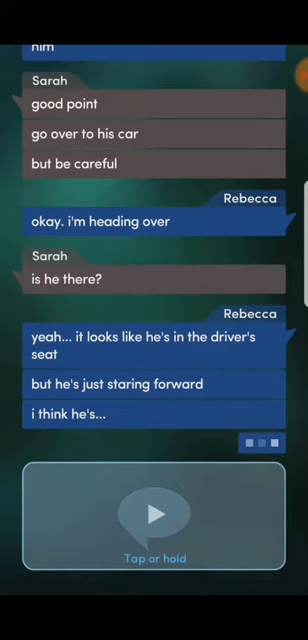 him
Sarah
good point
go over to his car
but be careful
Rebecca
okay. i'm heading over
Sarah
is he there?
Rebecca
yeah... it looks like he's in the driver's
seat
but he's just staring forward
i think he's...
Tap or hold